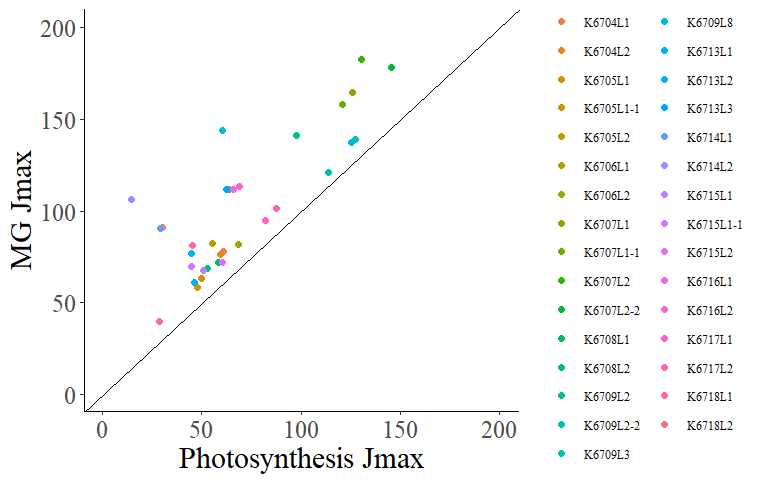 200
150
100
50
0
MG Jmax
0 50 100 150 200
Photosynthesis Jmax
K6704L1
K6704L2
K6705L1
K6705L1-1
K6705L2
K6706L1
K6706L2
K6707L1
K6707L1-1
K6707L2
K6707L2-2
K6708L1
K6708L2
K6709L2
K6709L2-2
K6709L3
K6709L8
K6713L1
K6713L2
K6713L3
K6714L1
K6714L2
K6715L1
K6715L1-1
K6715L2
K6716L1
K6716L2
K6717L1
K6717L2
K6718L1
K6718L2